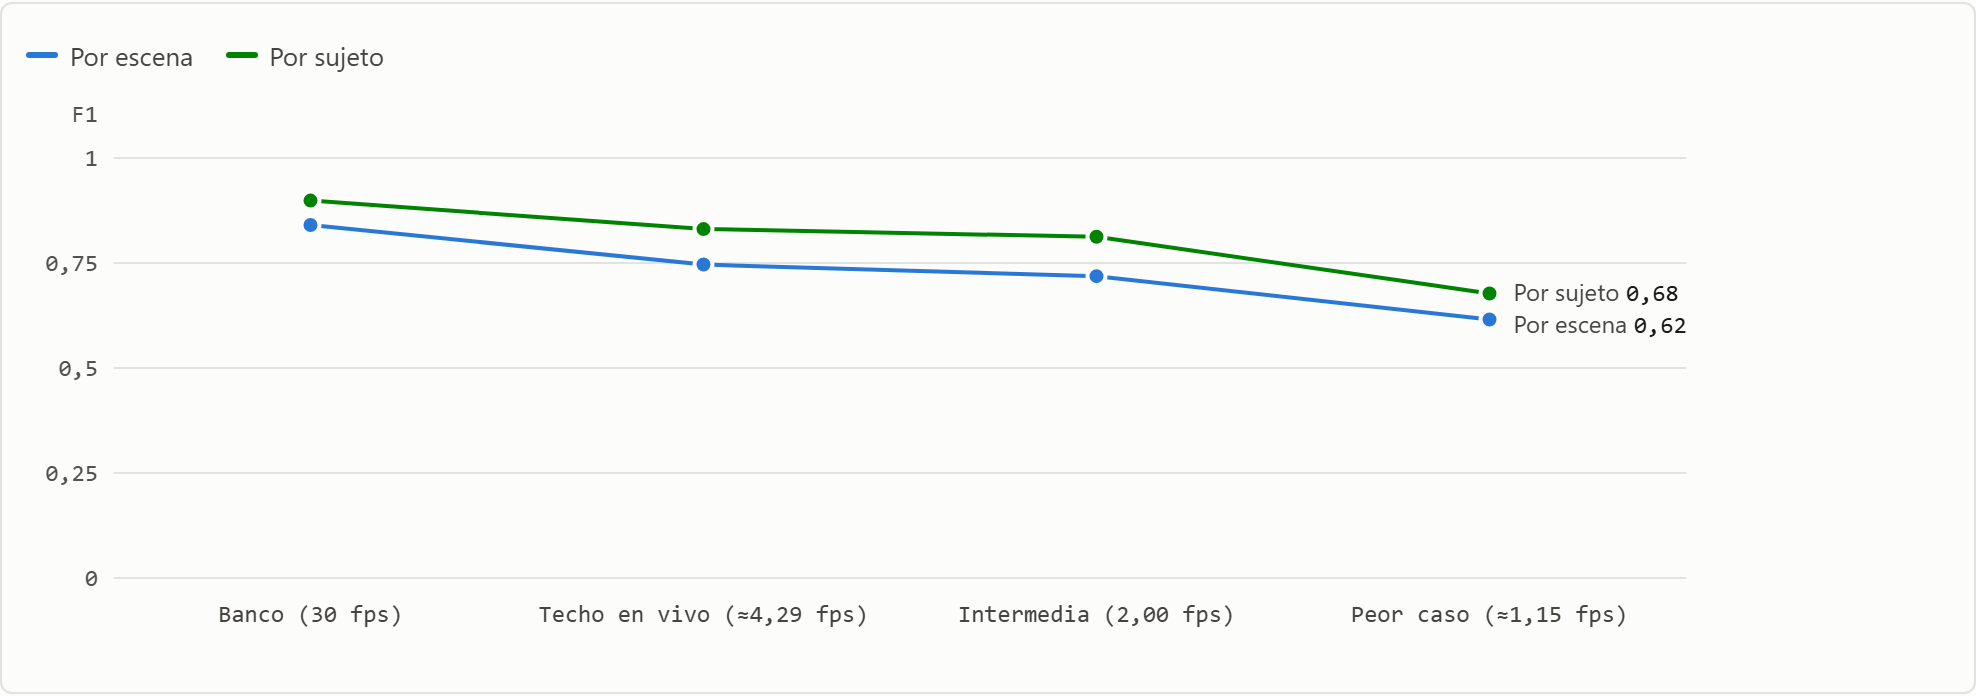 Por escena Por sujeto
F1
1
0,75
0,5
0,25
0
Por sujeto 0,68
Por escena 0,62
Banco (30 fps) Techo en vivo (≈4,29 fps) Intermedia (2,00 fps) Peor caso (≈1,15 fps)